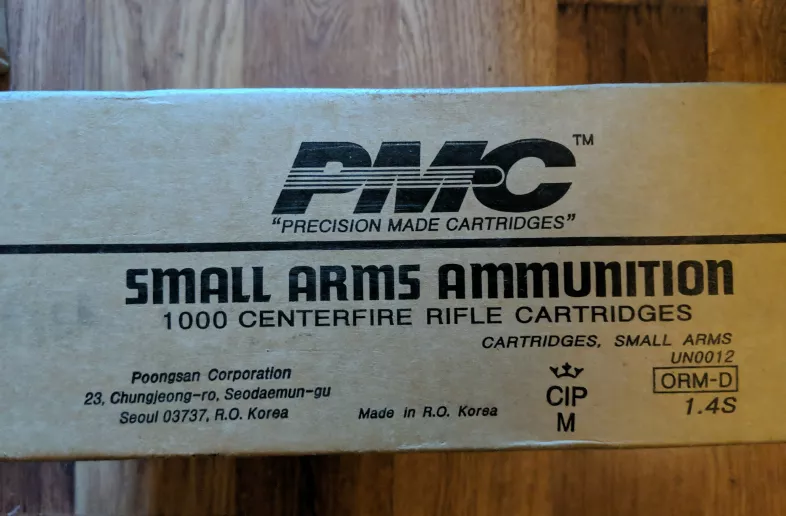 PMC™
"PRECISION MADE CARTRIDGES"
SMALL ARMS AMMUNITION
1000 CENTERFIRE RIFLE CARTRIDGES
CARTRIDGES, SMALL ARMS
UN0012
ORM-D
1.4S
Poongsan Corporation
23, Chungjeong-ro, Seodaemun-gu
Seoul 03737, R.O. Korea
Made in R.O. Korea
CIP
M